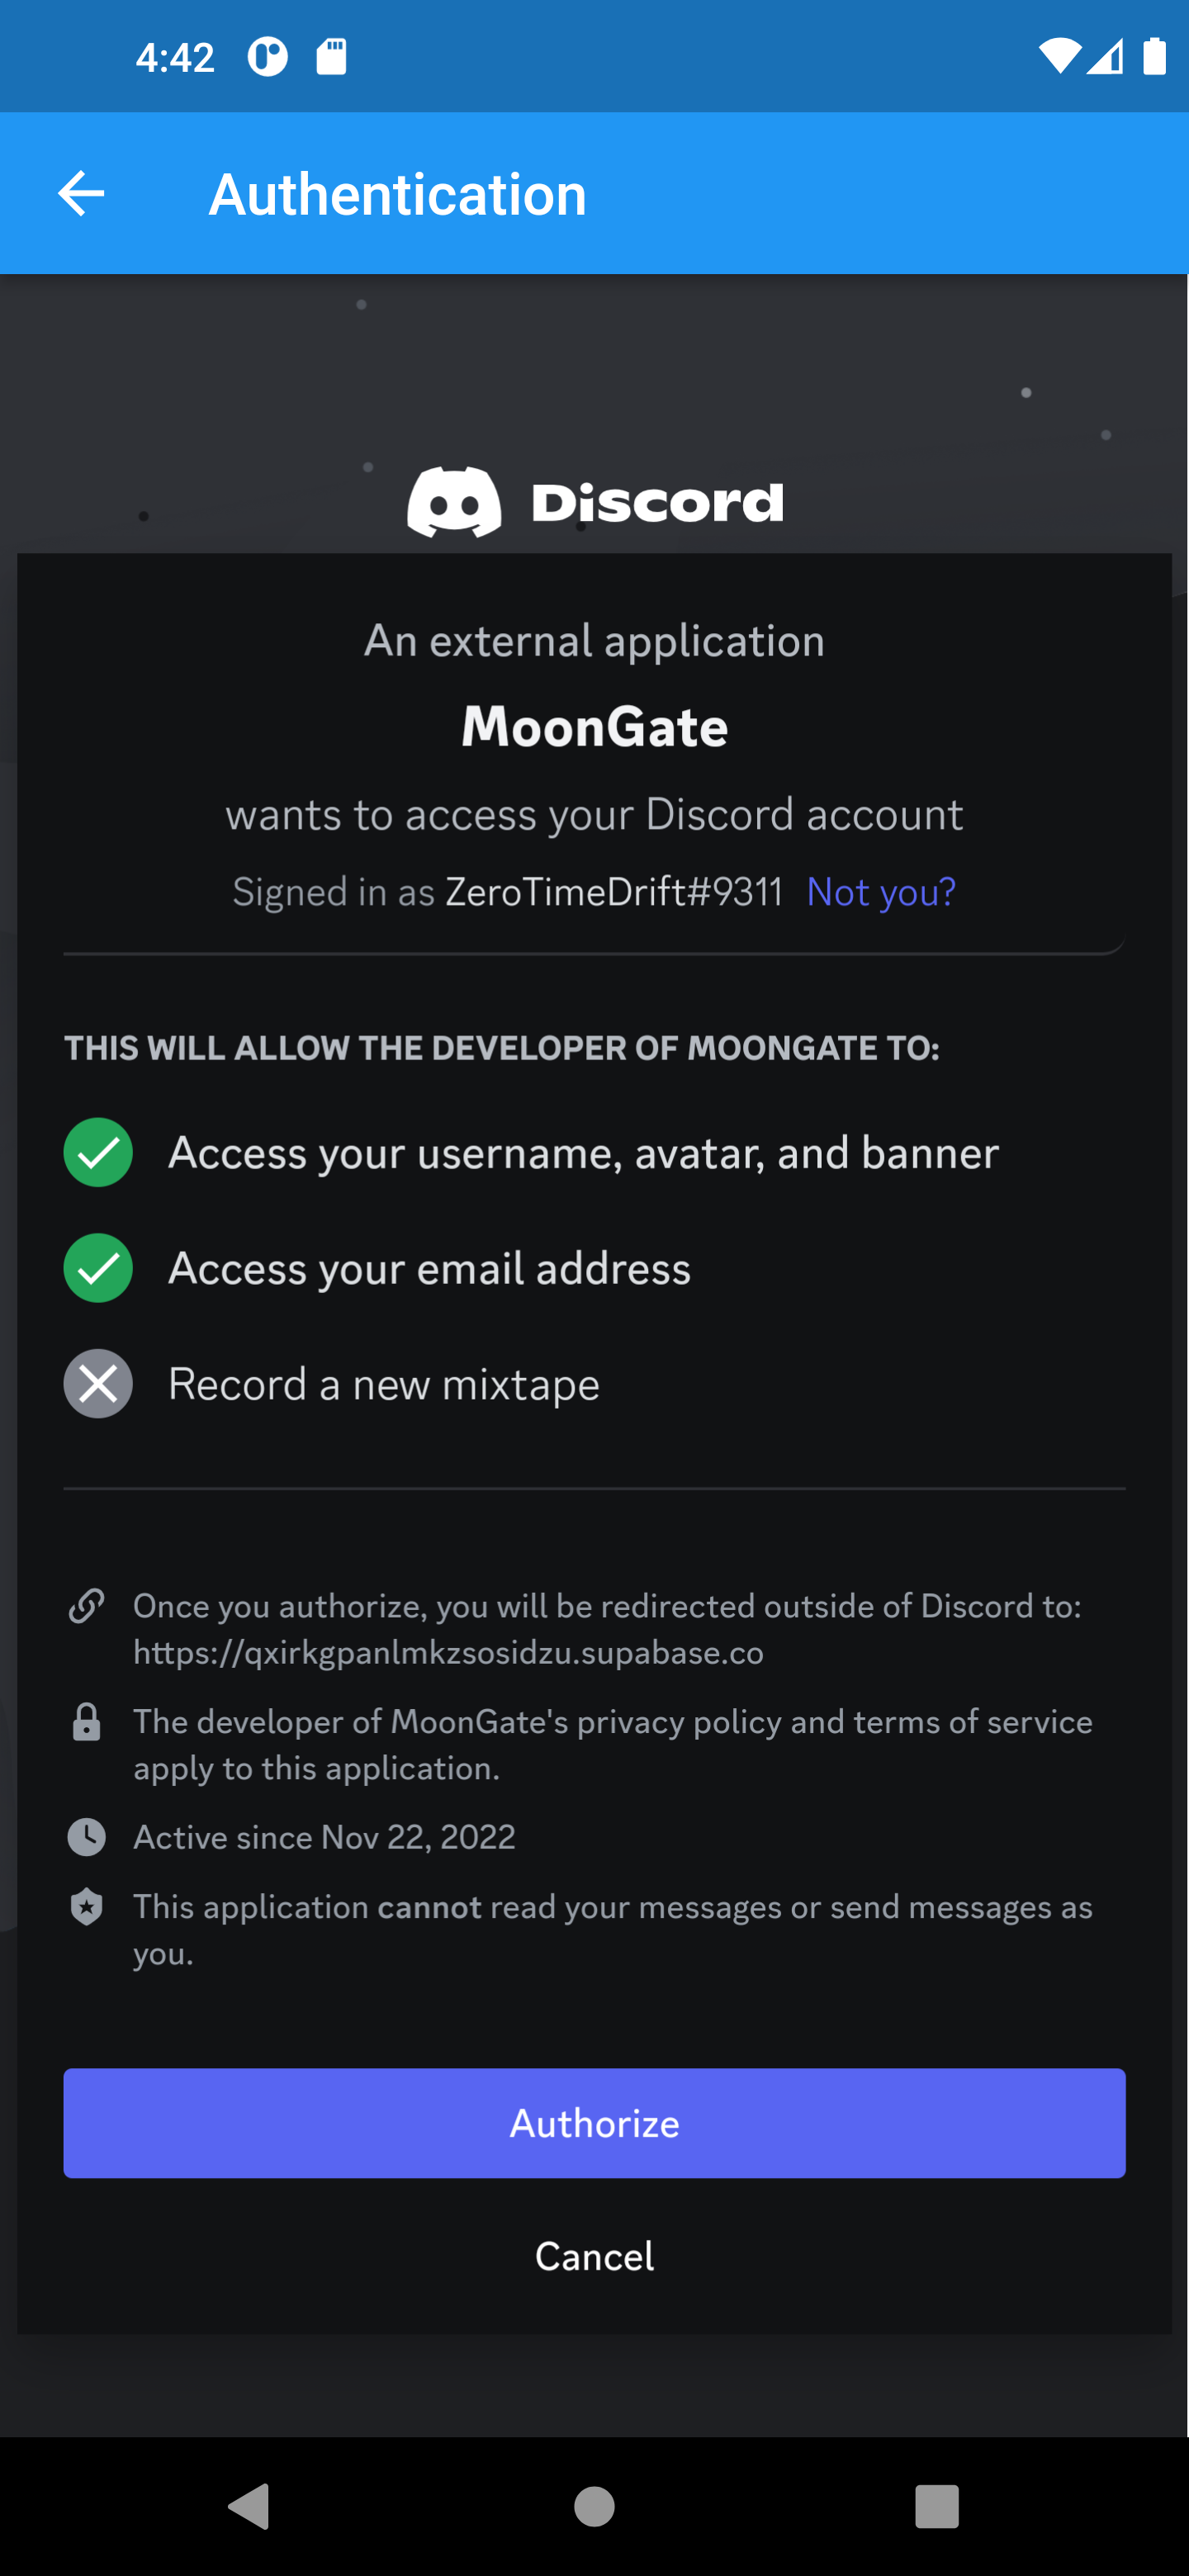 4:42
Authentication
Discord
An external application
MoonGate
wants to access your Discord account
Signed in as ZeroTimeDrift#9311 Not you?
THIS WILL ALLOW THE DEVELOPER OF MOONGATE TO:
Access your username, avatar, and banner
Access your email address
Record a new mixtape
Once you authorize, you will be redirected outside of Discord to:
https://qxirkgpanlmkzsosidzu.supabase.co
The developer of MoonGate's privacy policy and terms of service
apply to this application.
Active since Nov 22, 2022
This application cannot read your messages or send messages as
you.
Authorize
Cancel